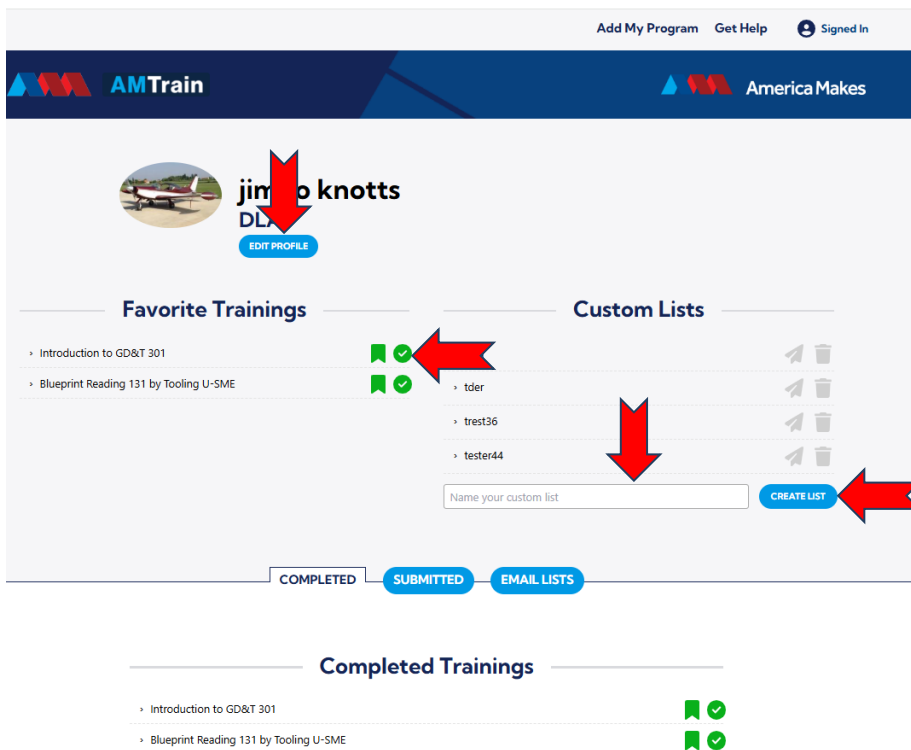 Add My Program Get Help Signed In
AMTrain
America Makes
knotts
EDIT PROFILE
Favorite Trainings
Introduction to GD&T 301
Blueprint Reading 131 by Tooling U-SME
Custom Lists
tder
trest36
tester44
Name your custom list
CREATE LIST
COMPLETED SUBMITTED EMAIL LISTS
Completed Trainings
Introduction to GD&T 301
Blueprint Reading 131 by Tooling U-SME